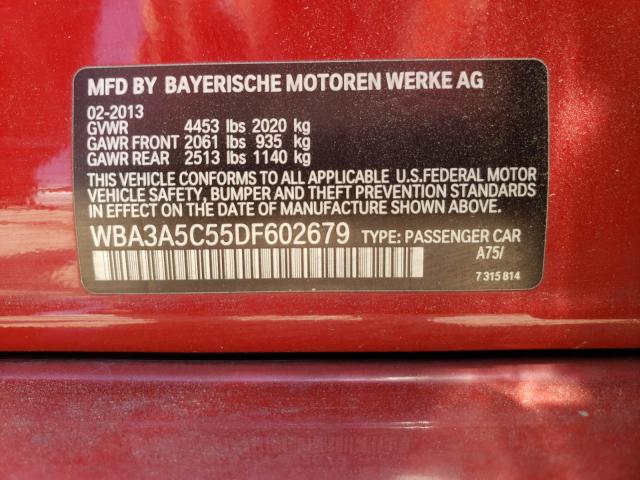 MFD BY BAYERISCHE MOTOREN WERKE AG
02-2013
GVWR 4453 lbs 2020 kg
GAWR FRONT 2061 lbs 935 kg
GAWR REAR 2513 lbs 1140 kg
THIS VEHICLE CONFORMS TO ALL APPLICABLE U.S.FEDERAL MOTOR
VEHICLE SAFETY, BUMPER AND THEFT PREVENTION STANDARDS
IN EFFECT ON THE DATE OF MANUFACTURE SHOWN ABOVE.
WBA3A5C55DF602679 TYPE: PASSENGER CAR
A75/
7 315 814